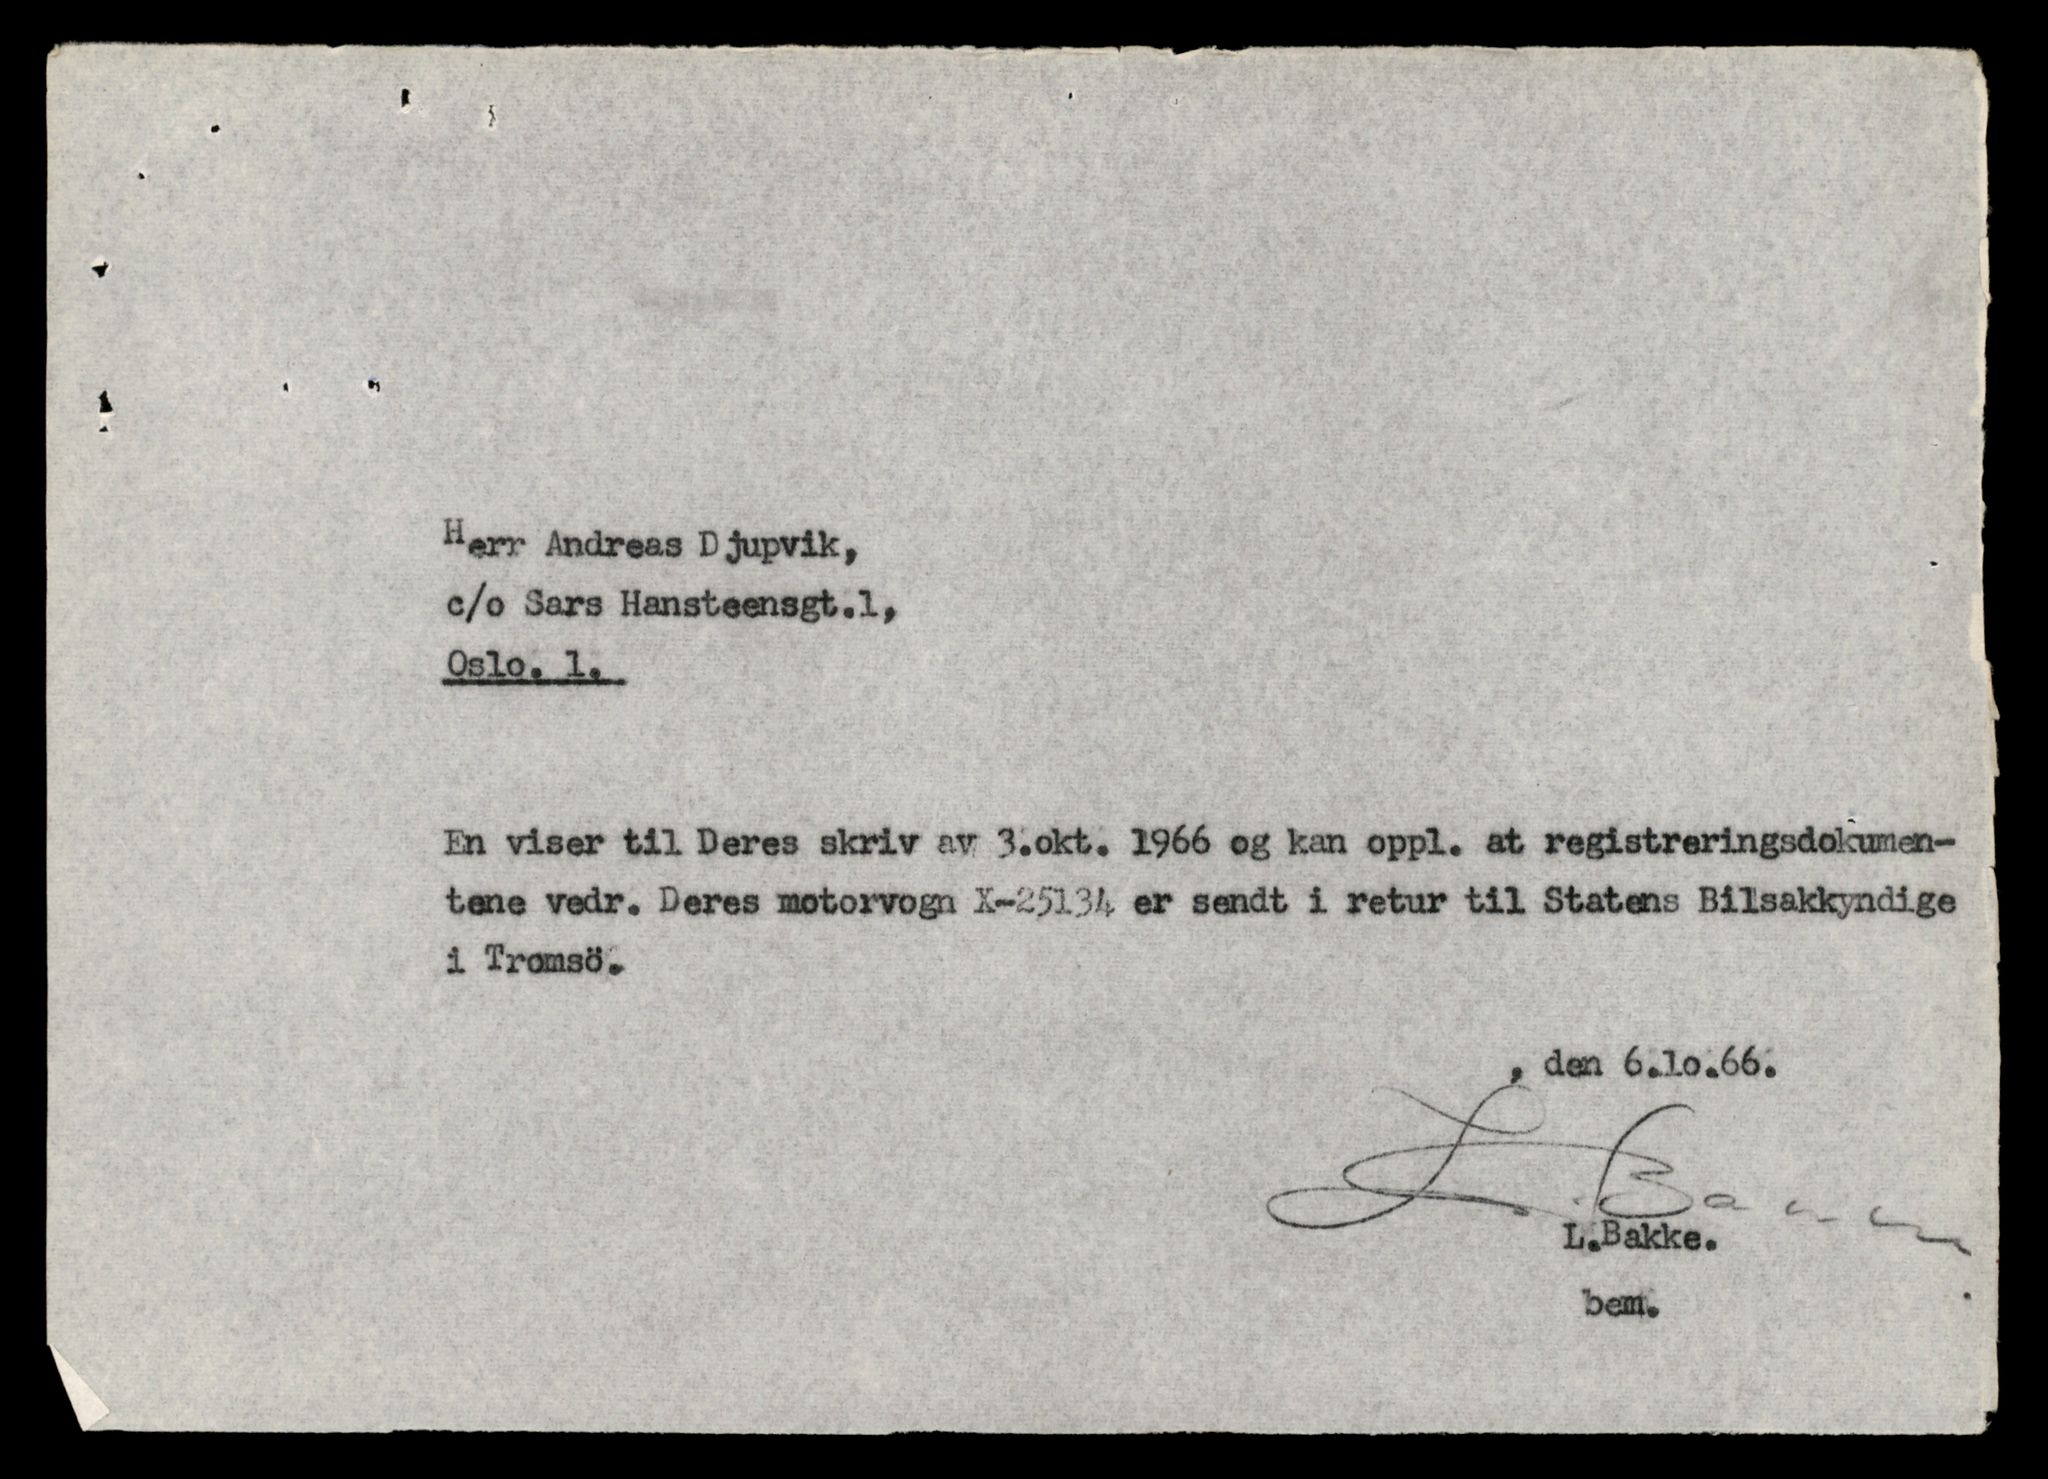 Herr Andreas Djupvik,
c/o Sars Hansteensgt.1,
Oslo. 1.
En viser til Deres skriv av 3.okt. 1966 og kan oppl. at registreringsdokumen-
tene vedr. Deres motorvogn X-25134 er sendt i retur til Statens Bilsakkyndige
i Tromsö.
, den 6.lo.66.
L.Bakke.
bem.